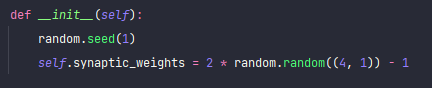 def __init__(self):
    random.seed(1)
    self.synaptic_weights = 2 * random.random((4, 1)) - 1